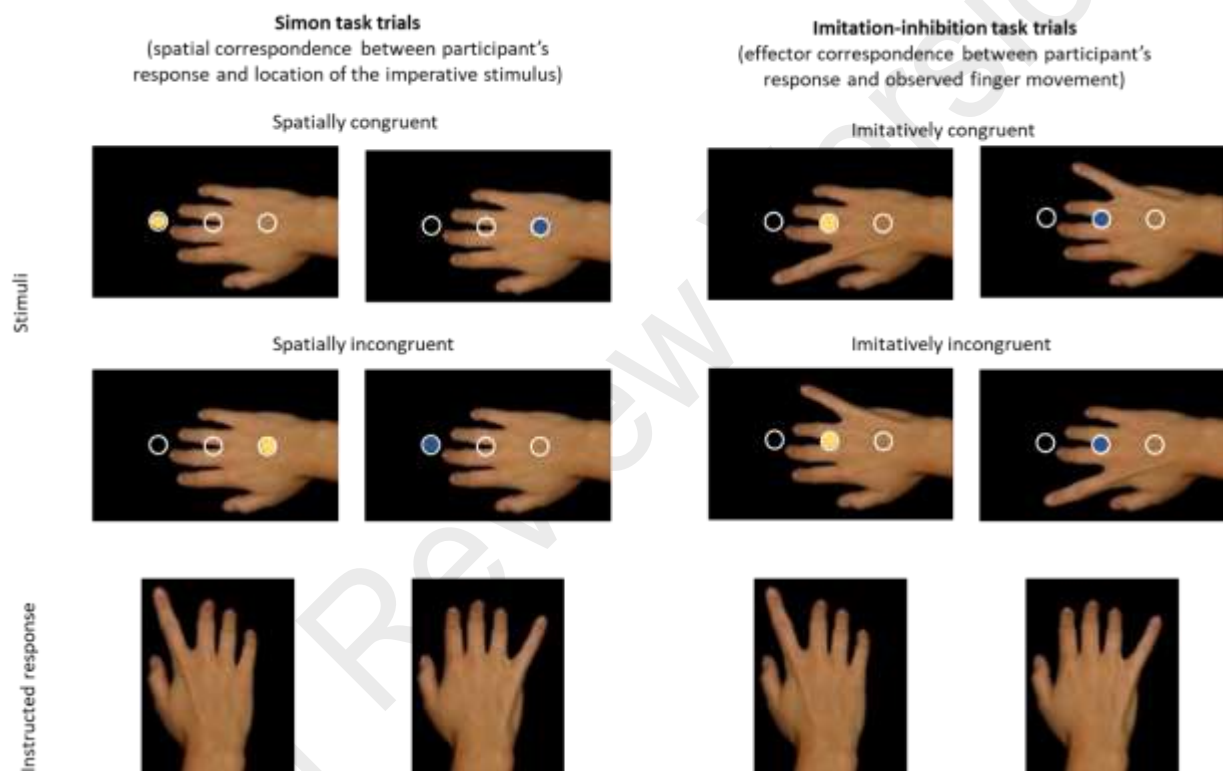 Simon task trials
(spatial correspondence between participant's
response and location of the imperative stimulus)
Imitation-inhibition task trials
(effector correspondence between participant's
response and observed finger movement)
Spatially congruent
Imitatively congruent
Stimuli
Spatially incongruent
Imitatively incongruent
Instructed response
Review